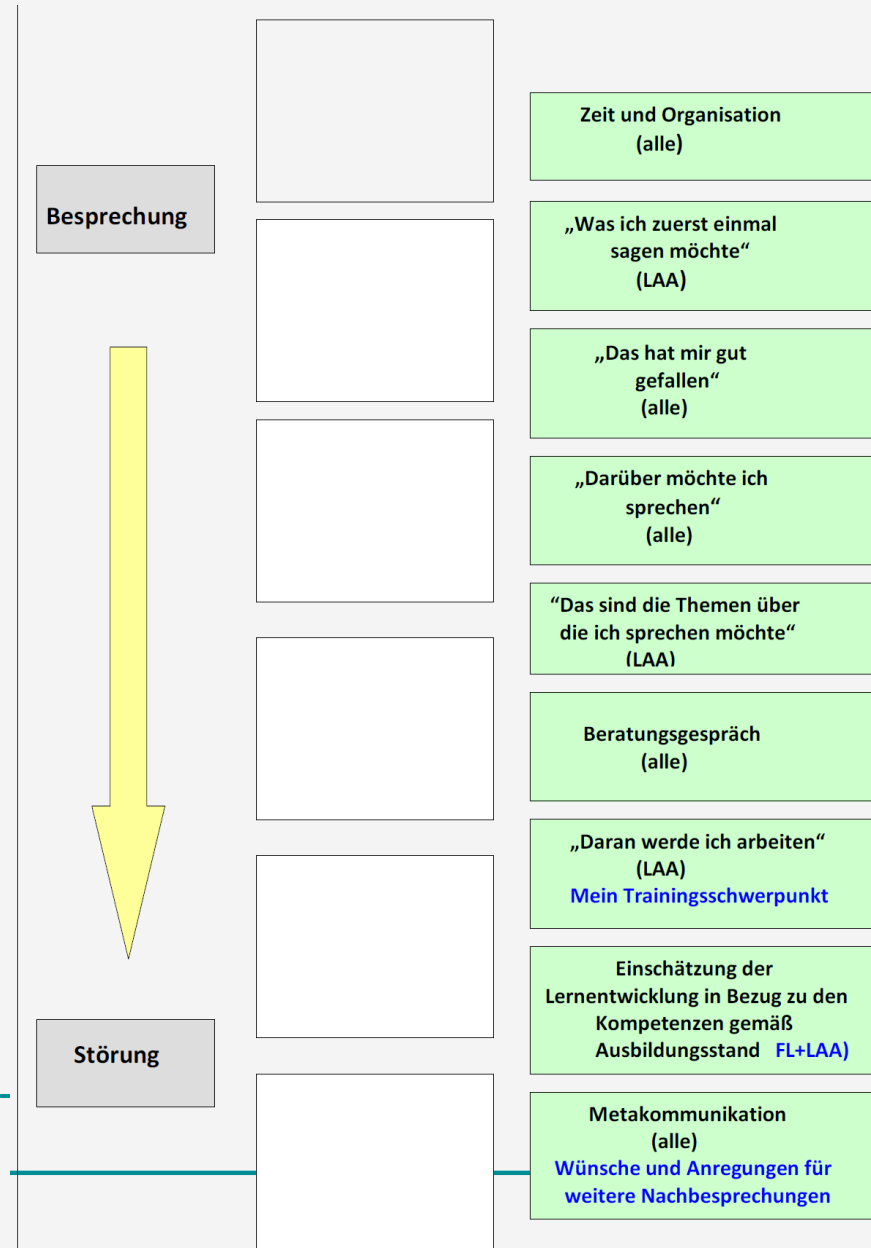 Besprechung
Störung
Zeit und Organisation
(alle)
„Was ich zuerst einmal
sagen möchte“
(LAA)
„Das hat mir gut
gefallen“
(alle)
„Darüber möchte ich
sprechen“
(alle)
“Das sind die Themen über
die ich sprechen möchte“
(LAA)
Beratungsgespräch
(alle)
„Daran werde ich arbeiten“
(LAA)
Mein Trainingsschwerpunkt
Einschätzung der
Lernentwicklung in Bezug zu den
Kompetenzen gemäß
Ausbildungsstand FL+LAA)
Metakommunikation
(alle)
Wünsche und Anregungen für
weitere Nachbesprechungen